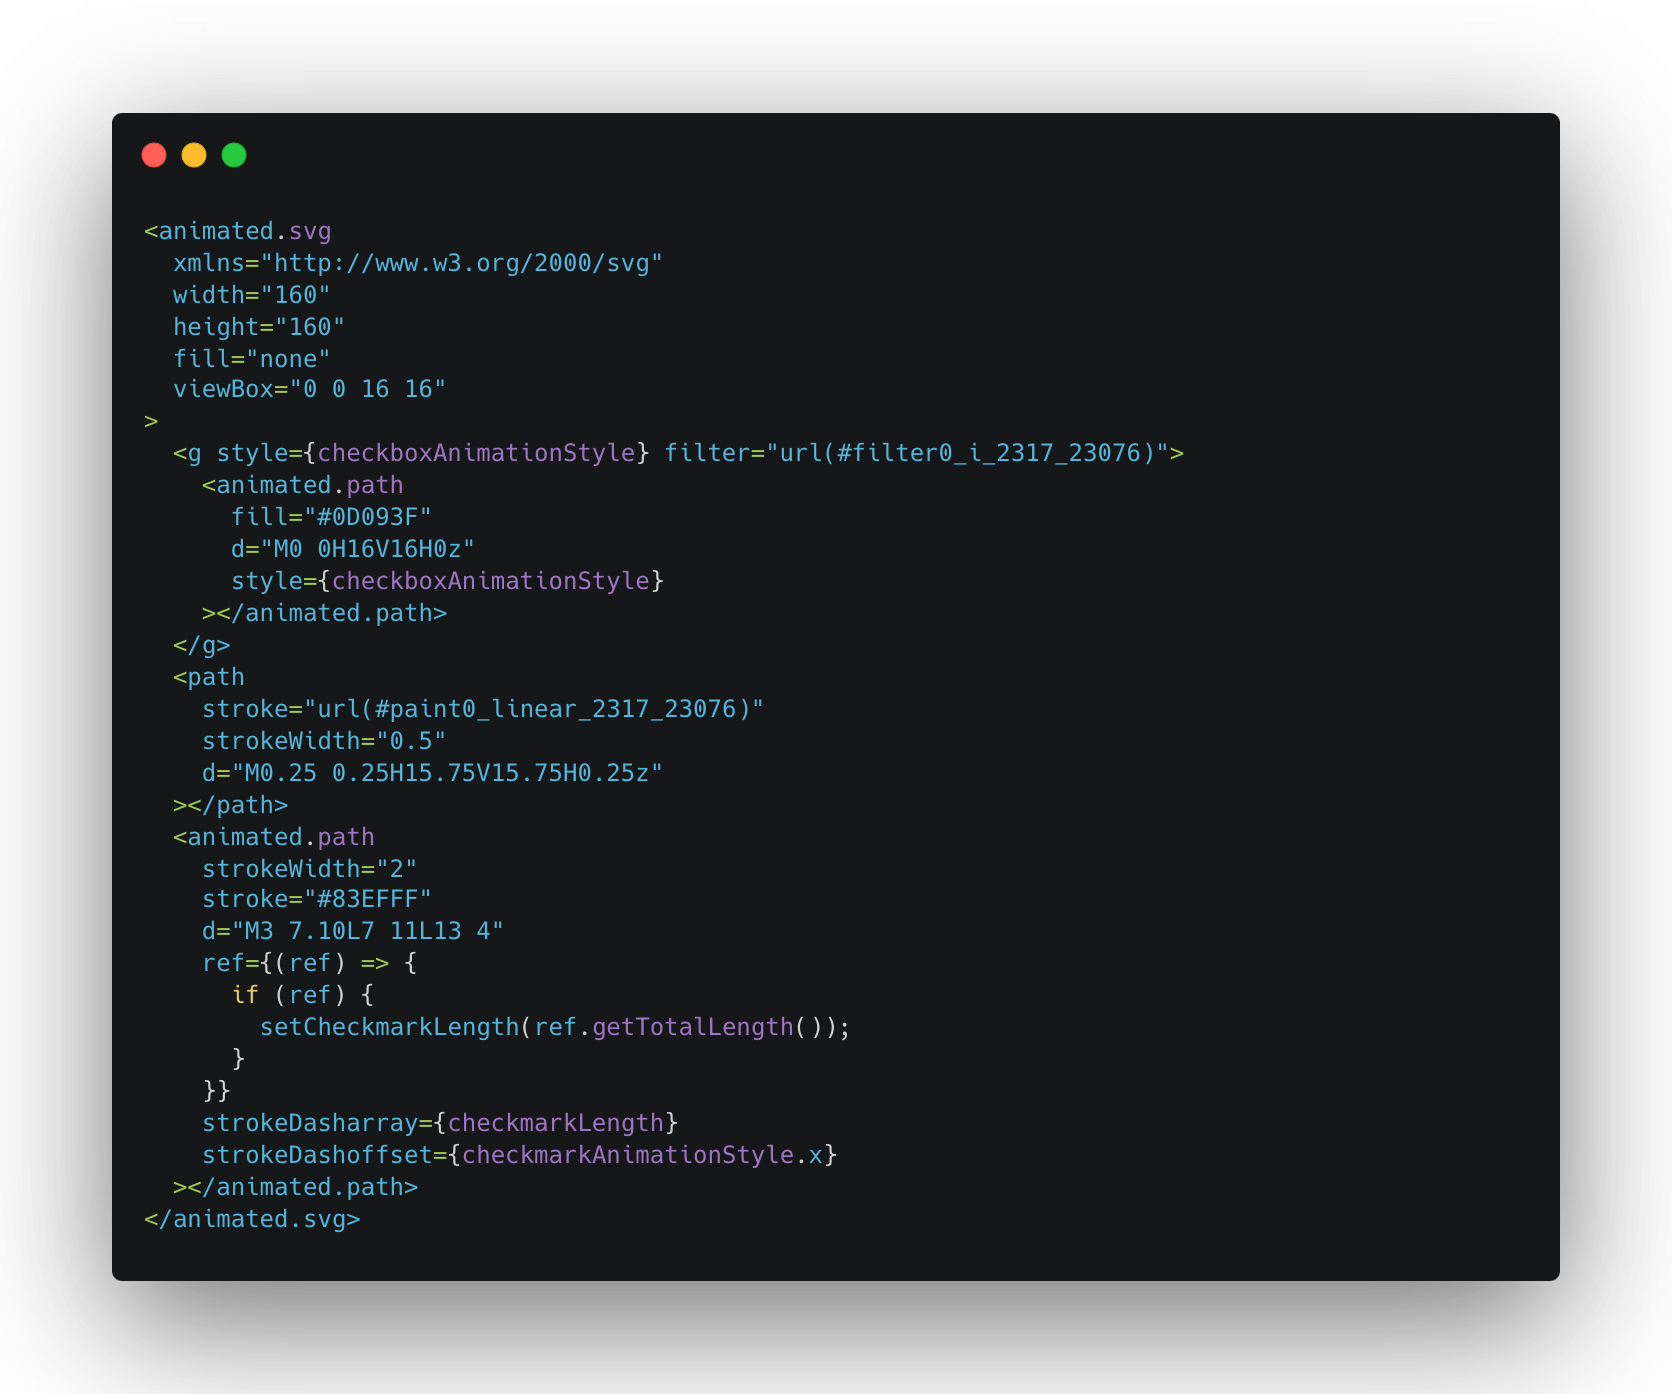 <animated.svg
  xmlns="http://www.w3.org/2000/svg"
  width="160"
  height="160"
  fill="none"
  viewBox="0 0 16 16"
>
  <g style={checkboxAnimationStyle} filter="url(#filter0_i_2317_23076)">
    <animated.path
      fill="#0D093F"
      d="M0 0H16V16H0z"
      style={checkboxAnimationStyle}
    ></animated.path>
  </g>
  <path
    stroke="url(#paint0_linear_2317_23076)"
    strokeWidth="0.5"
    d="M0.25 0.25H15.75V15.75H0.25z"
  ></path>
  <animated.path
    strokeWidth="2"
    stroke="#83EFFF"
    d="M3 7.10L7 11L13 4"
    ref={(ref) => {
      if (ref) {
        setCheckmarkLength(ref.getTotalLength());
      }
    }}
    strokeDasharray={checkmarkLength}
    strokeDashoffset={checkmarkAnimationStyle.x}
  ></animated.path>
</animated.svg>